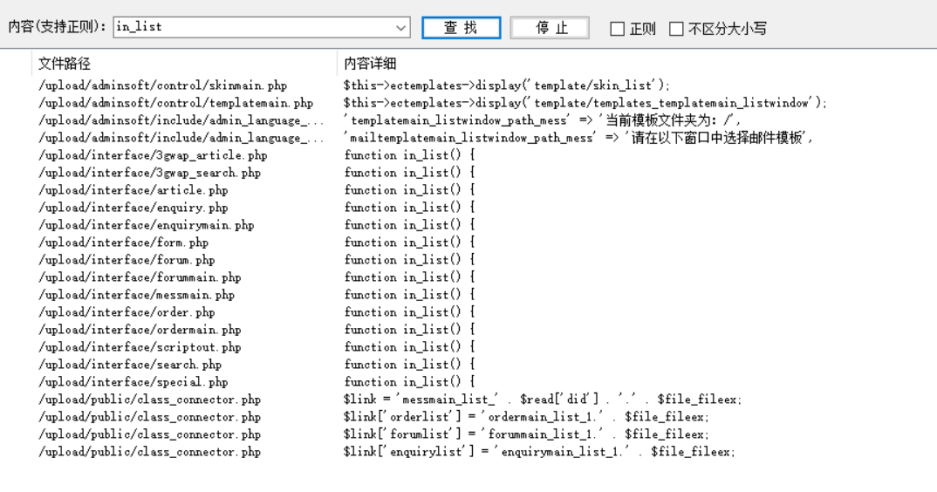 内容(支持正则): in_list 查 找 停 止 正则 不区分大小写
文件路径 内容详细
/upload/adminsoft/control/skinmain.php $this->ectemplates->display('template/skin_list');
/upload/adminsoft/control/templatemain.php $this->ectemplates->display('template/templates_templatemain_listwindow');
/upload/adminsoft/include/admin_language_... 'templatemain_listwindow_path_mess' => '当前模板文件夹为：/',
/upload/adminsoft/include/admin_language_... 'mailtemplatemain_listwindow_path_mess' => '请在以下窗口中选择邮件模板',
/upload/interface/3gwap_article.php function in_list() {
/upload/interface/3gwap_search.php function in_list() {
/upload/interface/article.php function in_list() {
/upload/interface/enquiry.php function in_list() {
/upload/interface/enquirymain.php function in_list() {
/upload/interface/form.php function in_list() {
/upload/interface/forum.php function in_list() {
/upload/interface/forummain.php function in_list() {
/upload/interface/messmain.php function in_list() {
/upload/interface/order.php function in_list() {
/upload/interface/ordermain.php function in_list() {
/upload/interface/scriptout.php function in_list() {
/upload/interface/search.php function in_list() {
/upload/interface/special.php function in_list() {
/upload/public/class_connector.php $link = 'messmain_list_' . $read['did'] . '.' . $file_fileex;
/upload/public/class_connector.php $link['orderlist'] = 'ordermain_list_1.' . $file_fileex;
/upload/public/class_connector.php $link['forumlist'] = 'forummain_list_1.' . $file_fileex;
/upload/public/class_connector.php $link['enquirylist'] = 'enquirymain_list_1.' . $file_fileex;